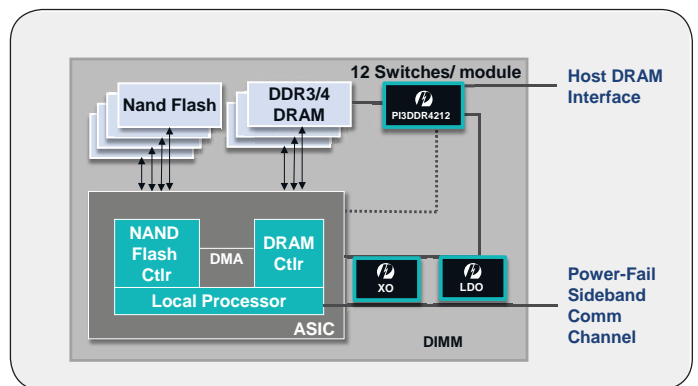 12 Switches/ module
Nand Flash
DDR3/4
DRAM
PI3DDR4212
Host DRAM
Interface
NAND
Flash
Ctlr
DMA
DRAM
Ctlr
Local Processor
ASIC
XO
LDO
DIMM
Power-Fail
Sideband
Comm
Channel